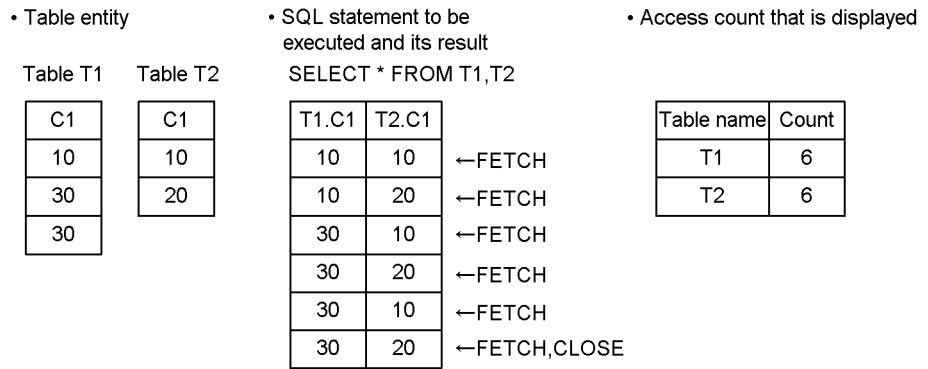 • Table entity
• SQL statement to be
executed and its result
• Access count that is displayed
Table T1
Table T2
SELECT * FROM T1,T2
C1
10
30
30
C1
10
20
T1.C1 T2.C1
10 10 ←FETCH
10 20 ←FETCH
30 10 ←FETCH
30 20 ←FETCH
30 10 ←FETCH
30 20 ←FETCH,CLOSE
Table name Count
T1 6
T2 6